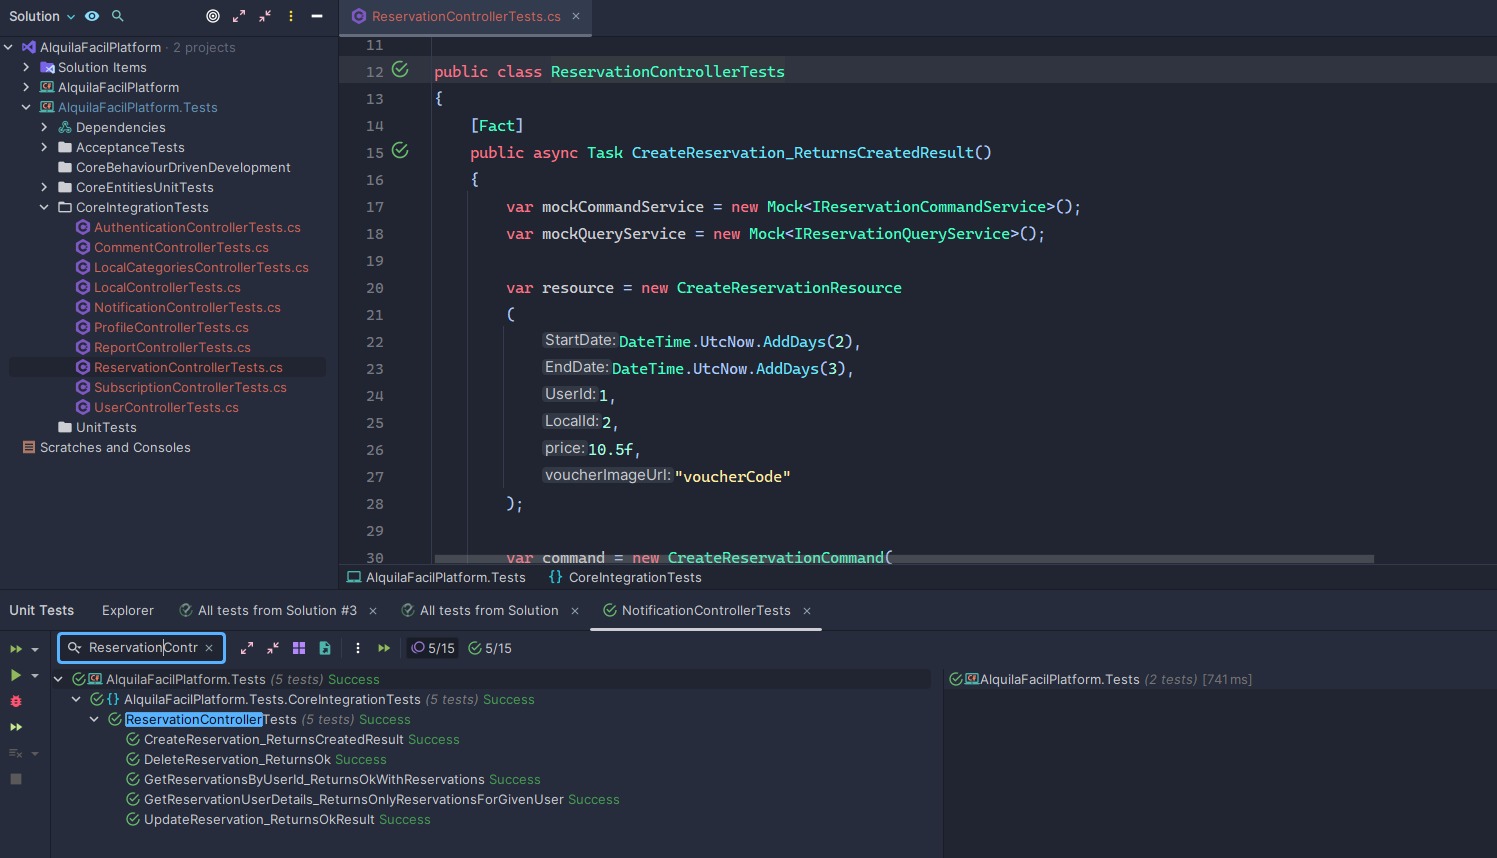 Solution
AlquilaFacilPlatform · 2 projects
Solution Items
AlquilaFacilPlatform
AlquilaFacilPlatform.Tests
Dependencies
AcceptanceTests
CoreBehaviourDrivenDevelopment
CoreEntitiesUnitTests
CoreIntegrationTests
AuthenticationControllerTests.cs
CommentControllerTests.cs
LocalCategoriesControllerTests.cs
LocalControllerTests.cs
NotificationControllerTests.cs
ProfileControllerTests.cs
ReportControllerTests.cs
ReservationControllerTests.cs
SubscriptionControllerTests.cs
UserControllerTests.cs
UnitTests
Scratches and Consoles
ReservationControllerTests.cs ×
11
12 public class ReservationControllerTests
13 {
14 [Fact]
15 public async Task CreateReservation_ReturnsCreatedResult()
16 {
17 var mockCommandService = new Mock<IReservationCommandService>();
18 var mockQueryService = new Mock<IReservationQueryService>();
19
20 var resource = new CreateReservationResource
21 (
22 StartDate: DateTime.UtcNow.AddDays(2),
23 EndDate: DateTime.UtcNow.AddDays(3),
24 UserId: 1,
25 LocalId: 2,
26 price: 10.5f,
27 voucherImageUrl: "voucherCode"
28 );
29
30 var command = new CreateReservationCommand(
AlquilaFacilPlatform.Tests {} CoreIntegrationTests
Unit Tests Explorer All tests from Solution #3 × All tests from Solution × NotificationControllerTests ×
ReservationContr × 5/15 5/15
AlquilaFacilPlatform.Tests (5 tests) Success
{} AlquilaFacilPlatform.Tests.CoreIntegrationTests (5 tests) Success
ReservationControllerTests (5 tests) Success
CreateReservation_ReturnsCreatedResult Success
DeleteReservation_ReturnsOk Success
GetReservationsByUserId_ReturnsOkWithReservations Success
GetReservationUserDetails_ReturnsOnlyReservationsForGivenUser Success
UpdateReservation_ReturnsOkResult Success
AlquilaFacilPlatform.Tests (2 tests) [741 ms]